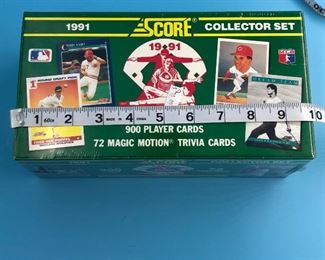 1991 SCORE COLLECTOR SET
1991
1 2 3 4 5 6 7 8 9 10
60in
900 PLAYER CARDS
72 MAGIC MOTION® TRIVIA CARDS